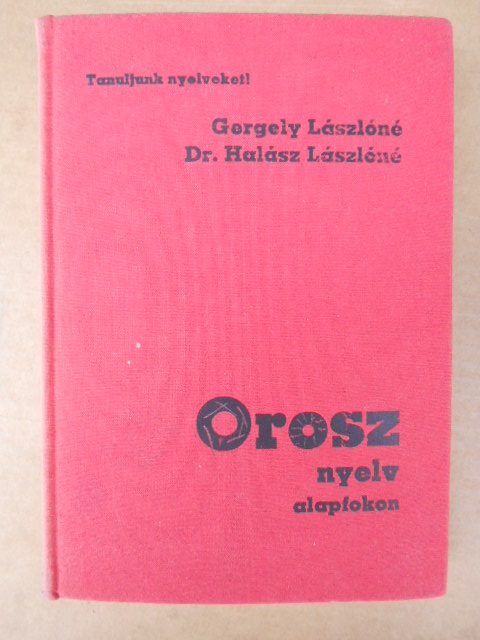 Tanuljunk nyelveket!
Gergely Lászlóné
Dr. Halász Lászlóné
Orosz
nyelv
alapfokon